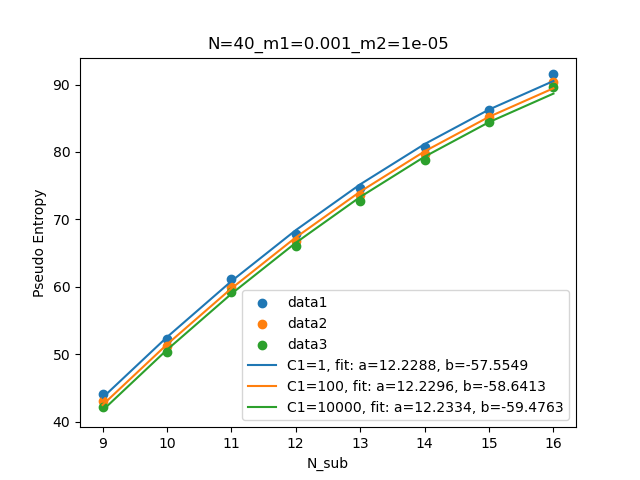 N=40_m1=0.001_m2=1e-05
Pseudo Entropy
90
80
70
60
50
40
data1
data2
data3
C1=1, fit: a=12.2288, b=-57.5549
C1=100, fit: a=12.2296, b=-58.6413
C1=10000, fit: a=12.2334, b=-59.4763
9 10 11 12 13 14 15 16
N_sub